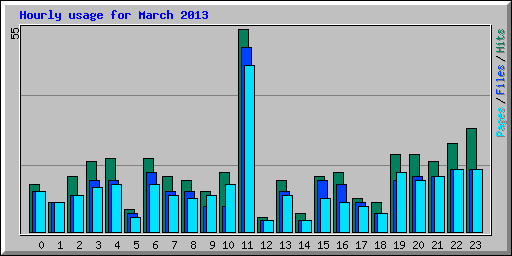 Hourly usage for March 2013
55
Pages/Files/Hits
0 1 2 3 4 5 6 7 8 9 10 11 12 13 14 15 16 17 18 19 20 21 22 23